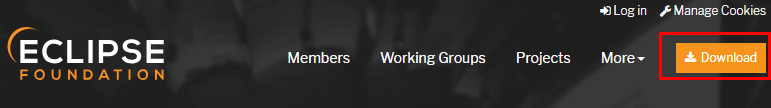 Log in Manage Cookies
ECLIPSE
FOUNDATION
Members Working Groups Projects More Download